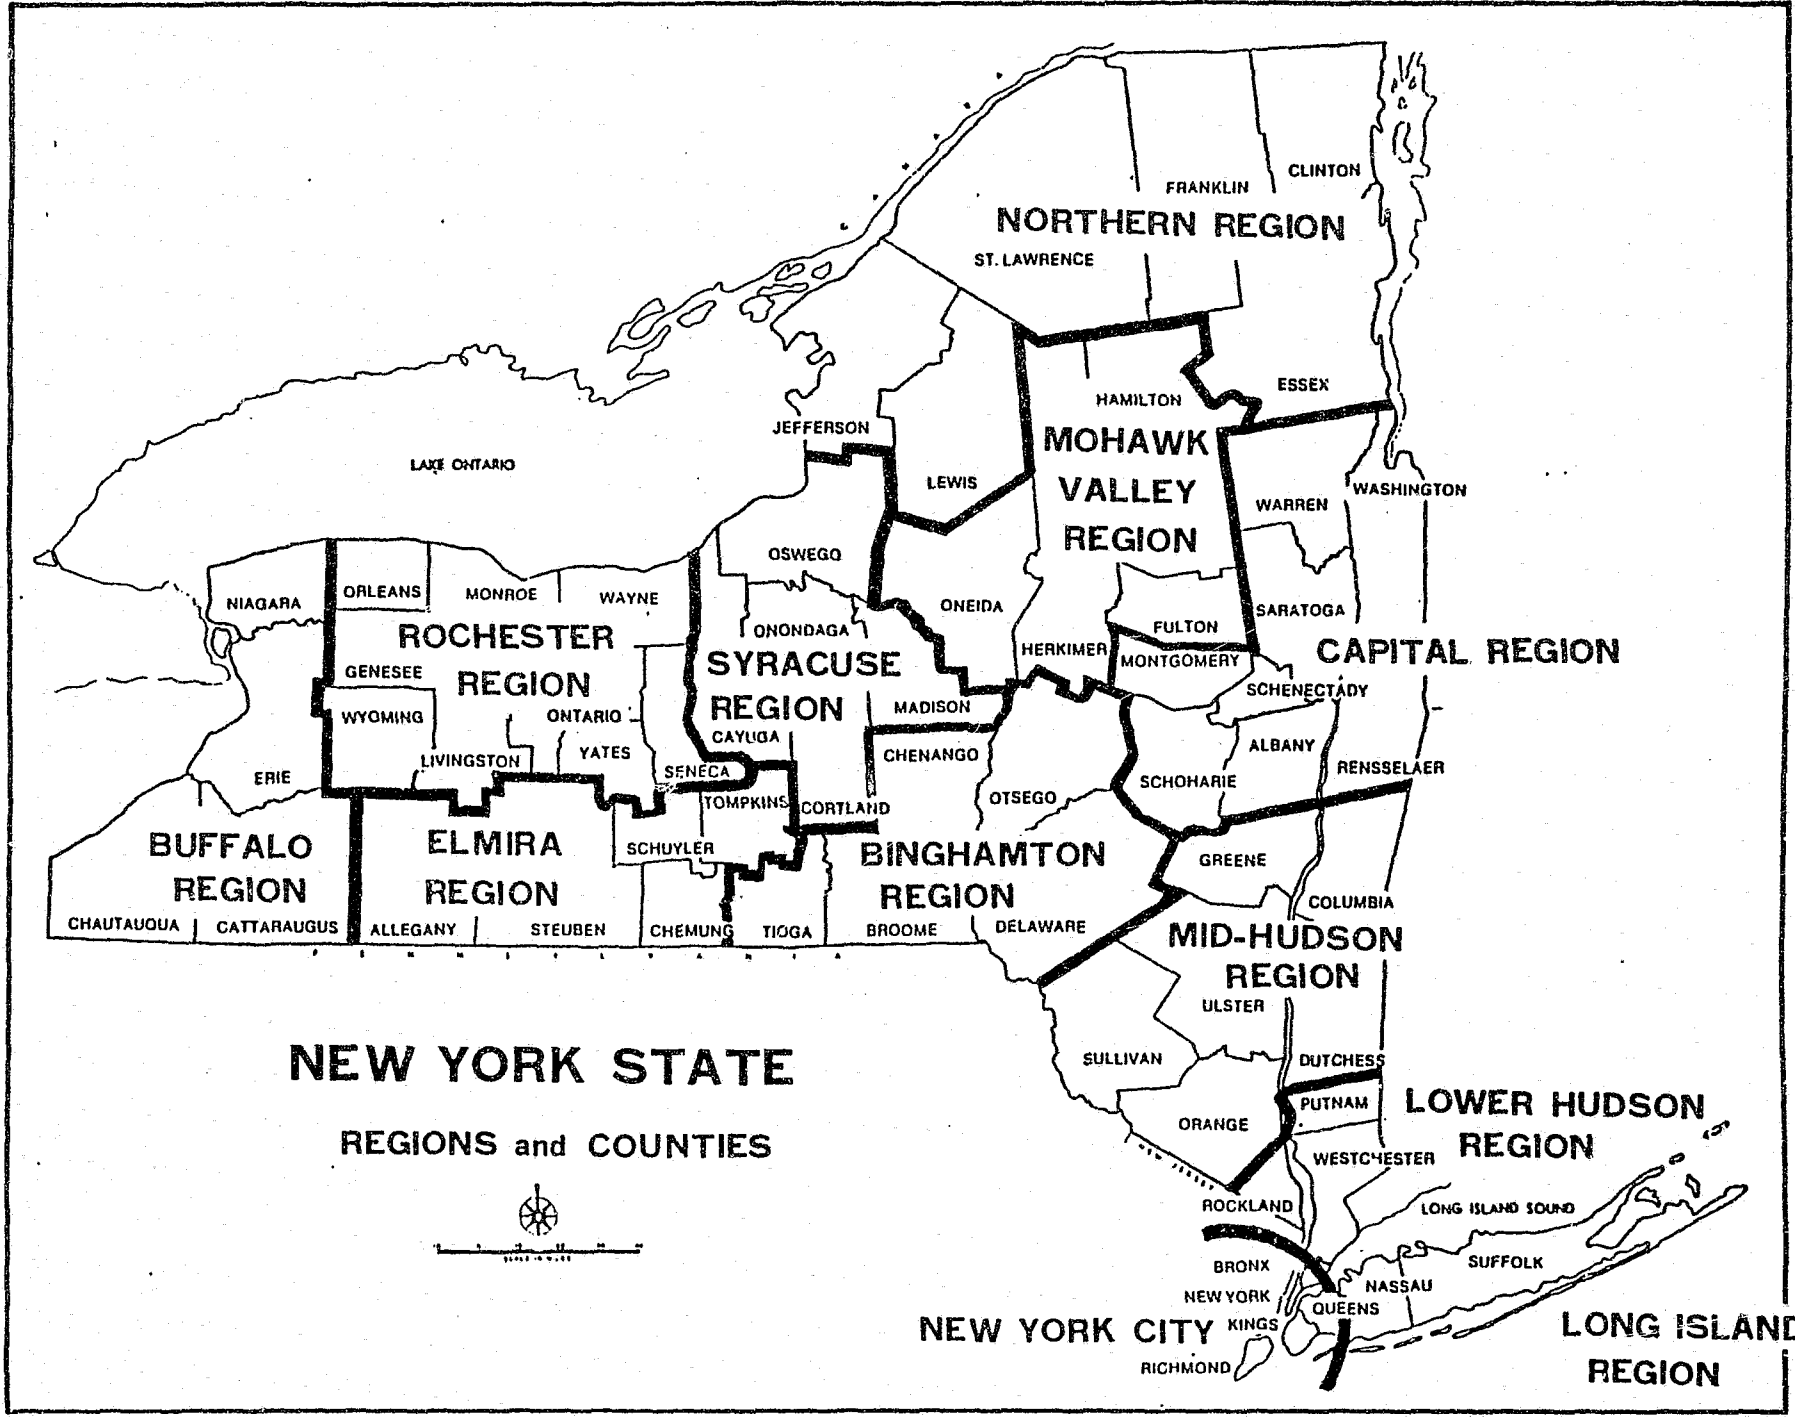 CLINTON
FRANKLIN
NORTHERN REGION
ST. LAWRENCE
ESSEX
HAMILTON
JEFFERSON
MOHAWK
VALLEY
REGION
LAKE ONTARIO
LEWIS
WASHINGTON
WARREN
OSWEGO
ORLEANS
MONROE
WAYNE
NIAGARA
ONEIDA
SARATOGA
ONONDAGA
FULTON
ROCHESTER
REGION
HERKIMER
MONTGOMERY
CAPITAL REGION
SYRACUSE
REGION
GENESEE
SCHENECTADY
WYOMING
ONTARIO
MADISON
CAYUGA
ALBANY
YATES
CHENANGO
LIVINGSTON
SENECA
RENSSELAER
ERIE
SCHOHARIE
OTSEGO
TOMPKINS
CORTLAND
BUFFALO
REGION
ELMIRA
REGION
SCHUYLER
BINGHAMTON
REGION
GREENE
COLUMBIA
CHAUTAUQUA
CATTARAUGUS
ALLEGANY
STEUBEN
CHEMUNG
TIOGA
BROOME
DELAWARE
PENNSYLVANIA
MID-HUDSON
REGION
ULSTER
NEW YORK STATE
SULLIVAN
DUTCHESS
PUTNAM
LOWER HUDSON
REGION
ORANGE
REGIONS and COUNTIES
WESTCHESTER
ROCKLAND
LONG ISLAND SOUND
BRONX
SUFFOLK
NASSAU
NEW YORK
QUEENS
NEW YORK CITY
KINGS
RICHMOND
LONG ISLAND
REGION